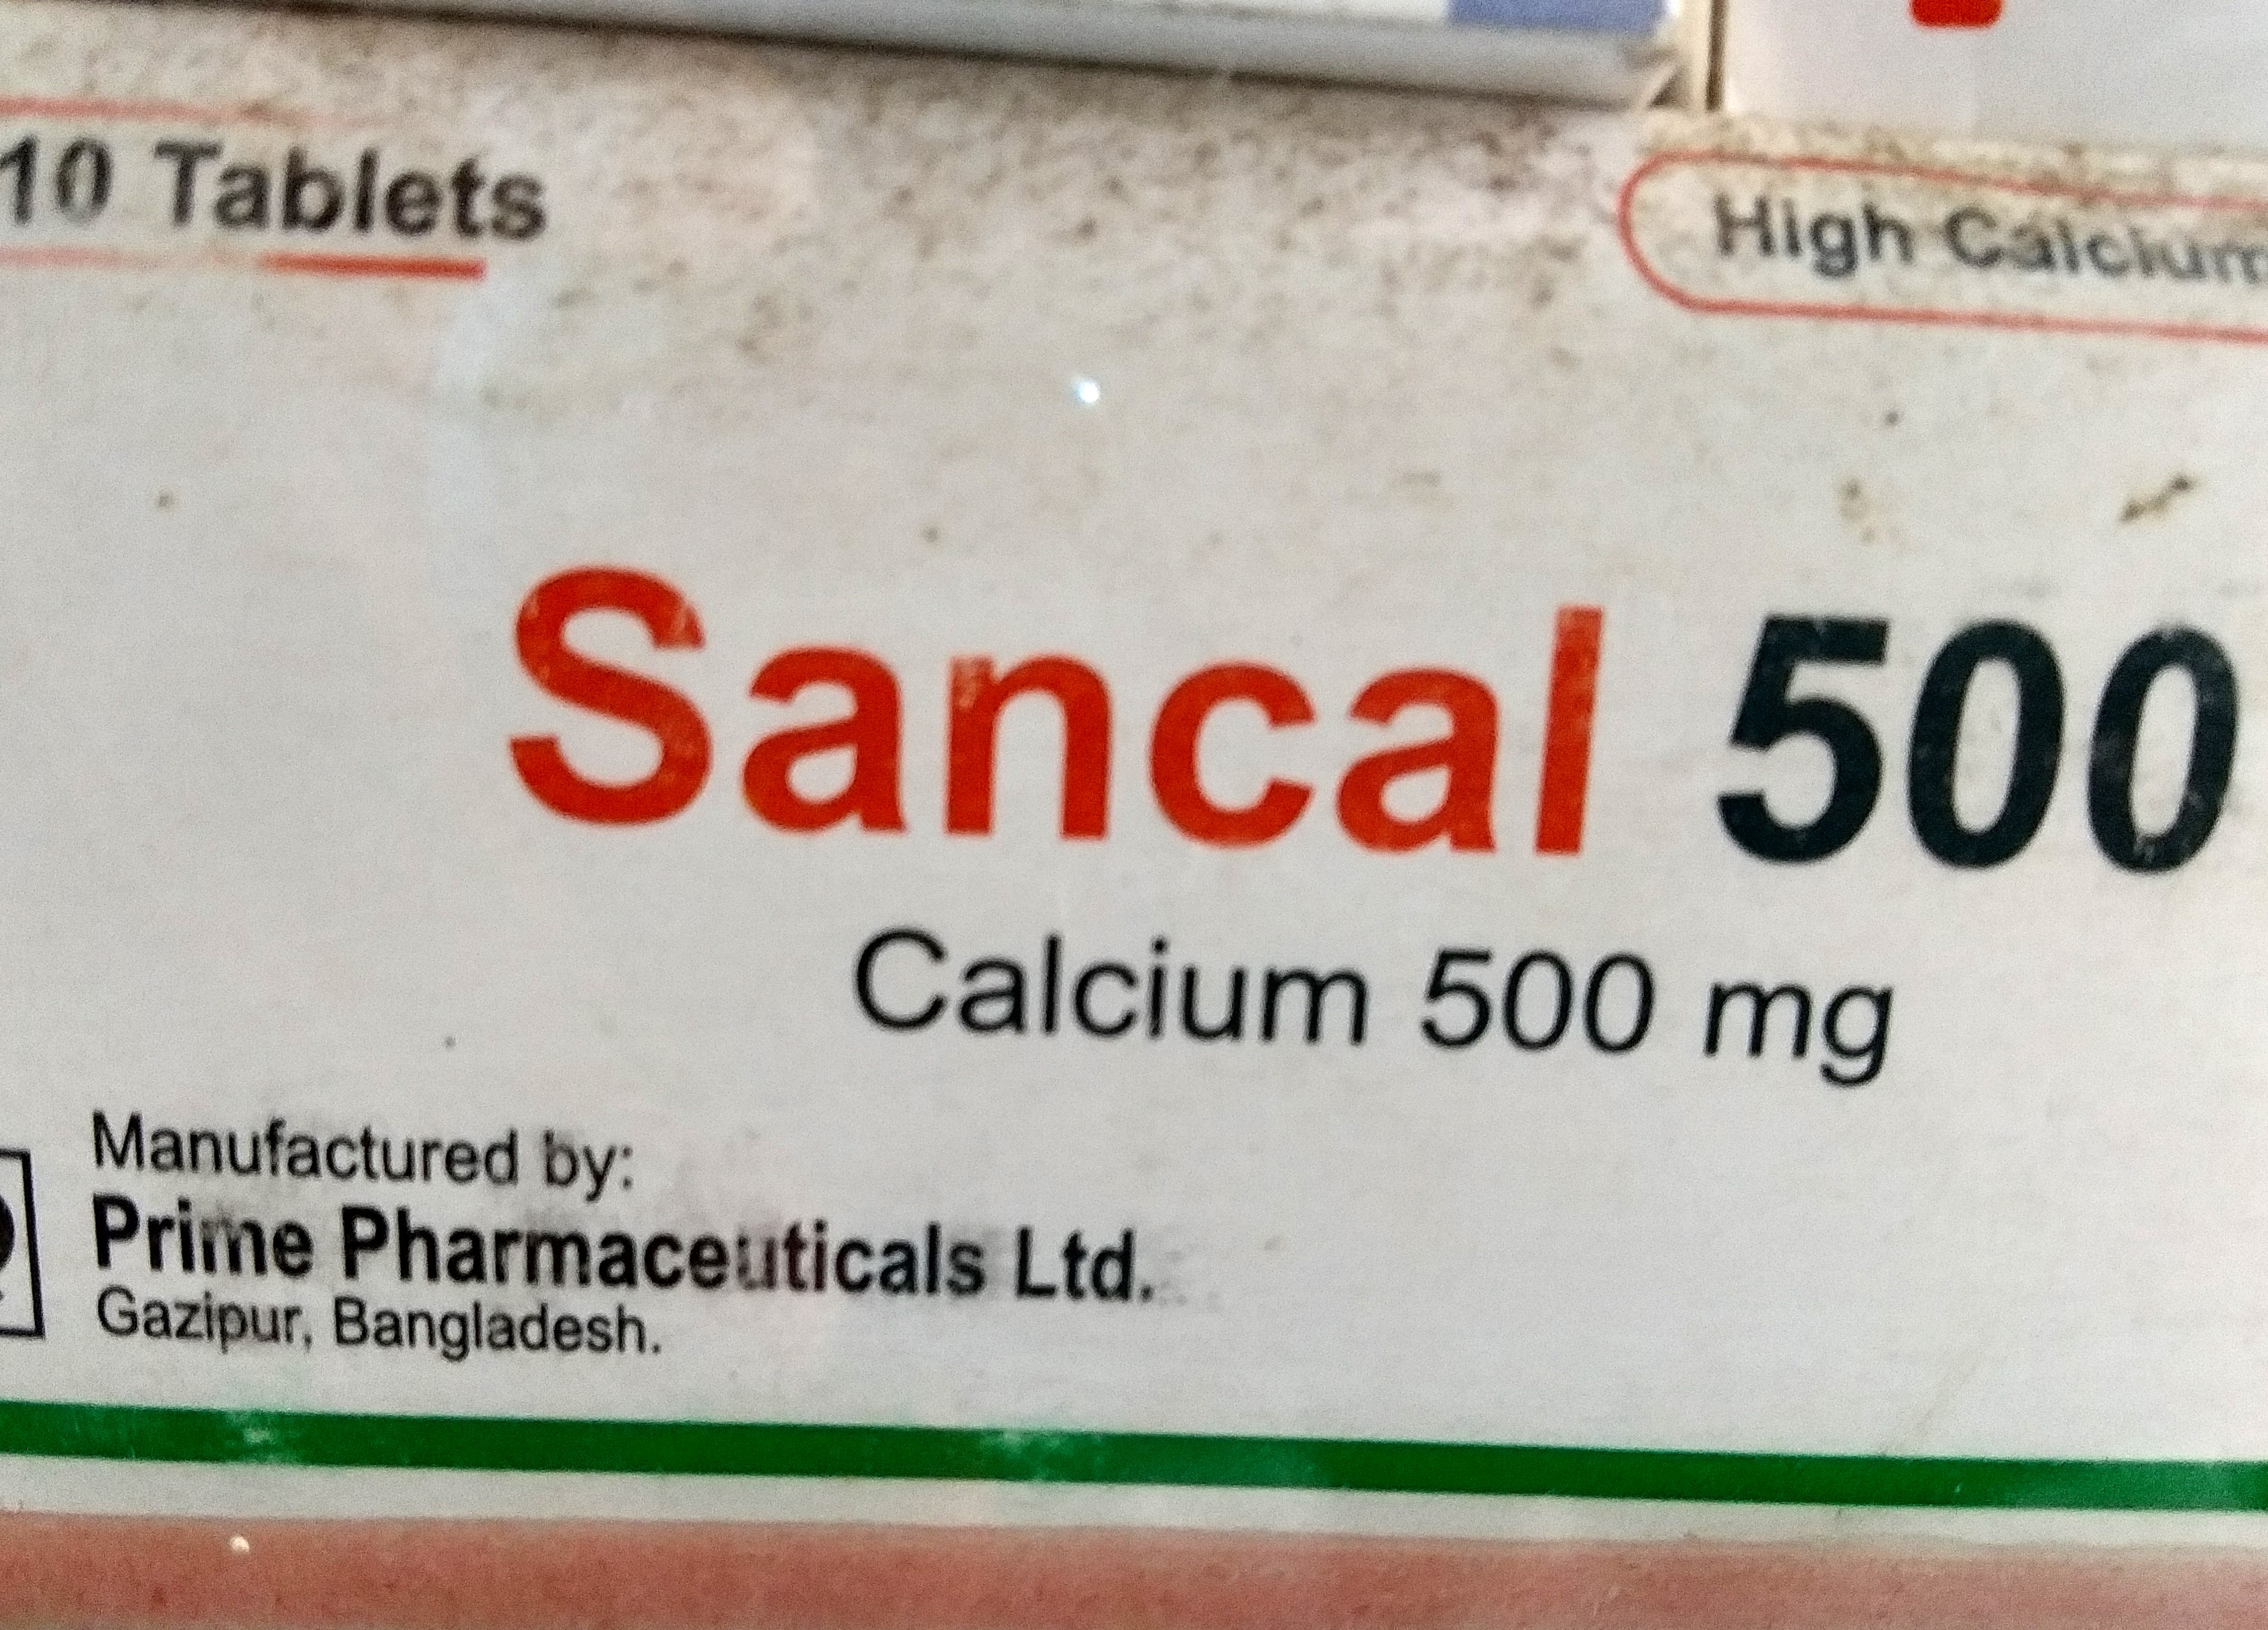 10 Tablets
High Calcium
Sancal 500
Calcium 500 mg
Manufactured by:
Prime Pharmaceuticals Ltd.
Gazipur, Bangladesh.